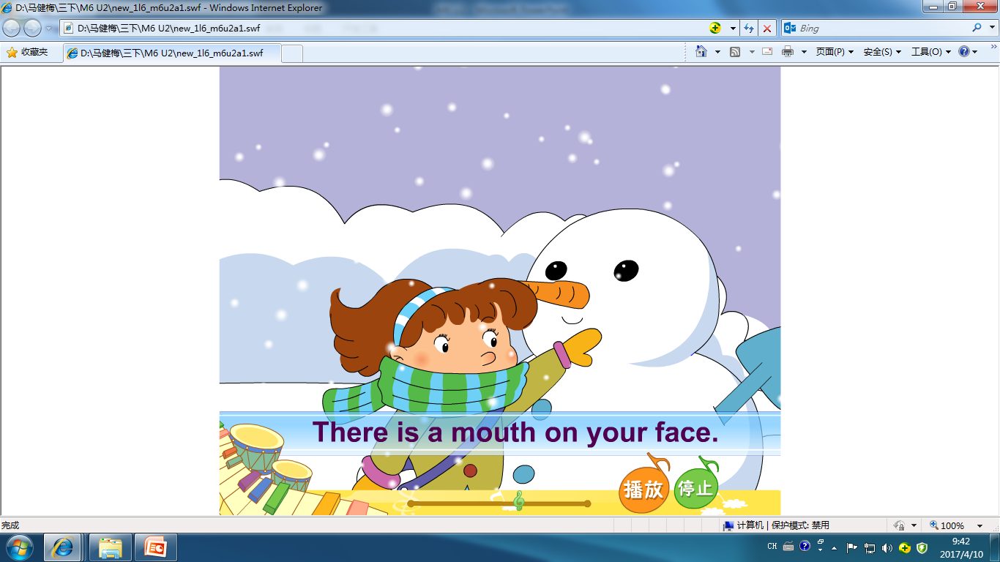 D:\马健梅\三下\M6 U2\new_1l6_m6u2a1.swf - Windows Internet Explorer
D:\马健梅\三下\M6 U2\new_1l6_m6u2a1.swf
Bing
收藏夹
D:\马健梅\三下\M6 U2\new_1l6_m6u2a1.swf
页面(P)
安全(S)
工具(O)
There is a mouth on your face.
播放
停止
完成
计算机 | 保护模式: 禁用
100%
CH
9:42
2017/4/10